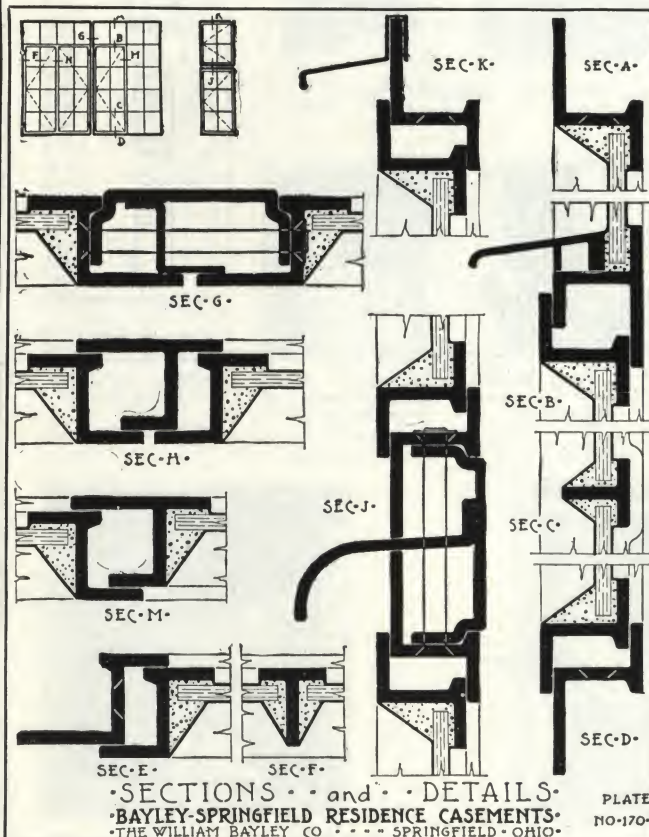 A
G B
F H M
C
D
K
J
SEC·K·
SEC·A·
SEC·G·
SEC·H·
SEC·B·
SEC·J·
SEC·C·
SEC·M·
SEC·E·
SEC·F·
SEC·D·
·SECTIONS · · and · · DETAILS·
·BAYLEY-SPRINGFIELD RESIDENCE CASEMENTS·
·THE WILLIAM BAYLEY CO · · · · SPRINGFIELD · OHIO·
PLATE
NO·170·